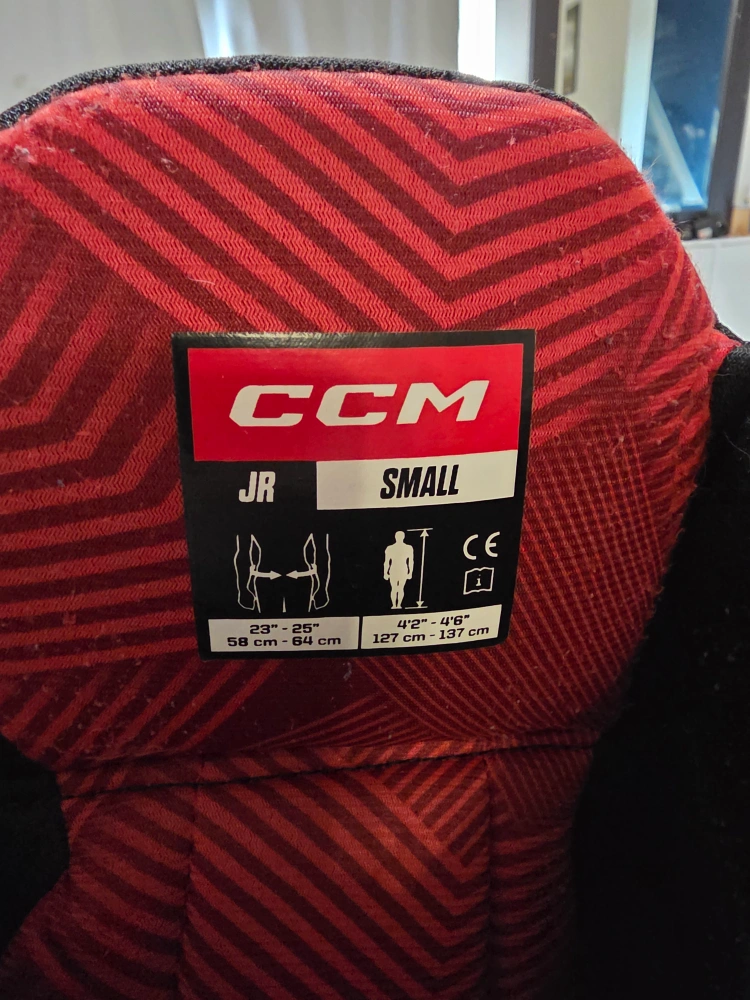 CCM
JR SMALL
CE
i
23" - 25"
58 cm - 64 cm
4'2" - 4'6"
127 cm - 137 cm